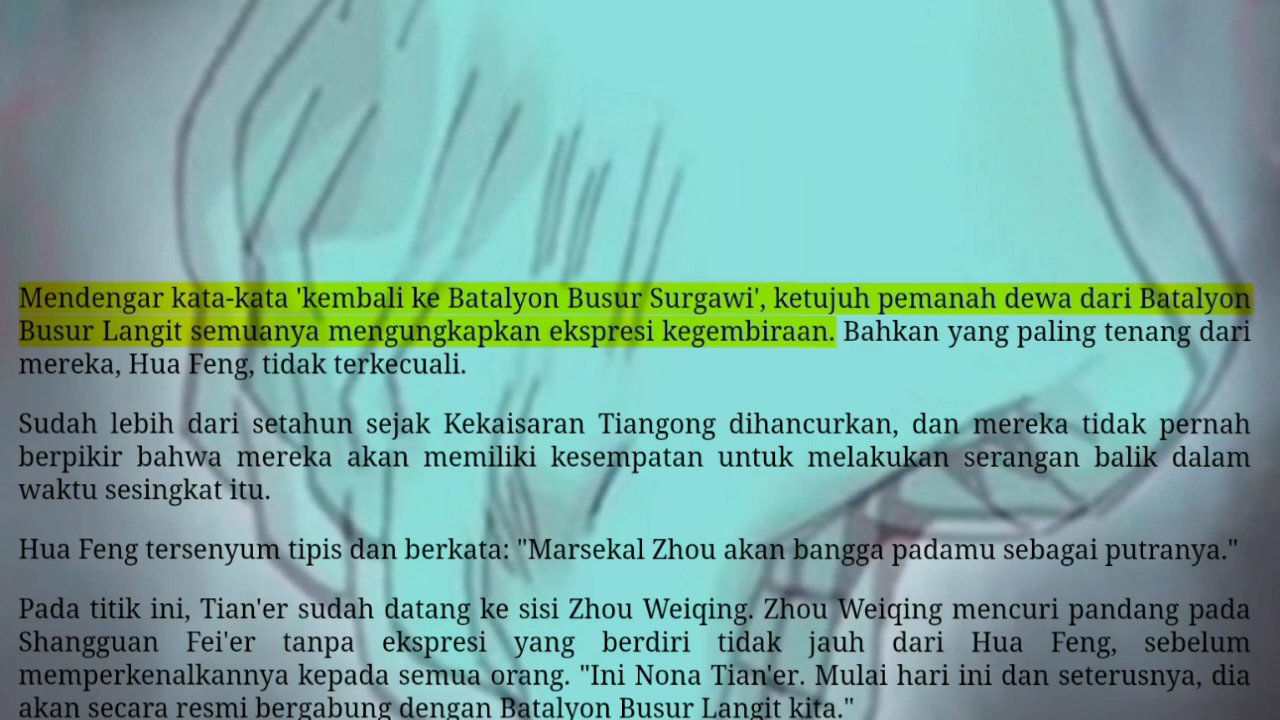 Mendengar kata-kata 'kembali ke Batalyon Busur Surgawi', ketujuh pemanah dewa dari Batalyon
Busur Langit semuanya mengungkapkan ekspresi kegembiraan. Bahkan yang paling tenang dari
mereka, Hua Feng, tidak terkecuali.
Sudah lebih dari setahun sejak Kekaisaran Tiangong dihancurkan, dan mereka tidak pernah
berpikir bahwa mereka akan memiliki kesempatan untuk melakukan serangan balik dalam
waktu sesingkat itu.
Hua Feng tersenyum tipis dan berkata: "Marsekal Zhou akan bangga padamu sebagai putranya."
Pada titik ini, Tian'er sudah datang ke sisi Zhou Weiqing. Zhou Weiqing mencuri pandang pada
Shangguan Fei'er tanpa ekspresi yang berdiri tidak jauh dari Hua Feng, sebelum
memperkenalkannya kepada semua orang. "Ini Nona Tian'er. Mulai hari ini dan seterusnya, dia
akan secara resmi bergabung dengan Batalyon Busur Langit kita."